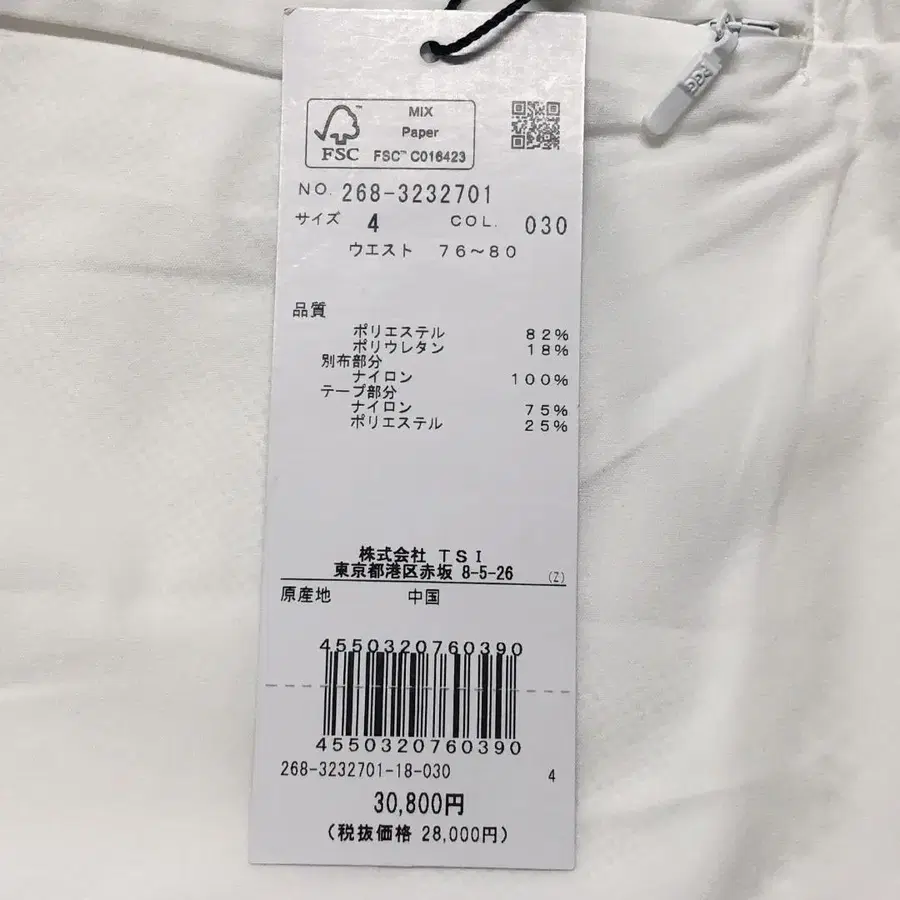 MIX
Paper
FSC
FSC™ C016423
NO. 268-3232701
サイズ 4 COL. 030
ウエスト 76～80
品質
ポリエステル 82%
ポリウレタン 18%
別布部分
ナイロン 100%
テープ部分
ナイロン 75%
ポリエステル 25%
株式会社 TSI
東京都港区赤坂 8-5-26 (Z)
原産地 中国
4550320760390
4550320760390
268-3232701-18-030 4
30,800円
(税抜価格 28,000円)